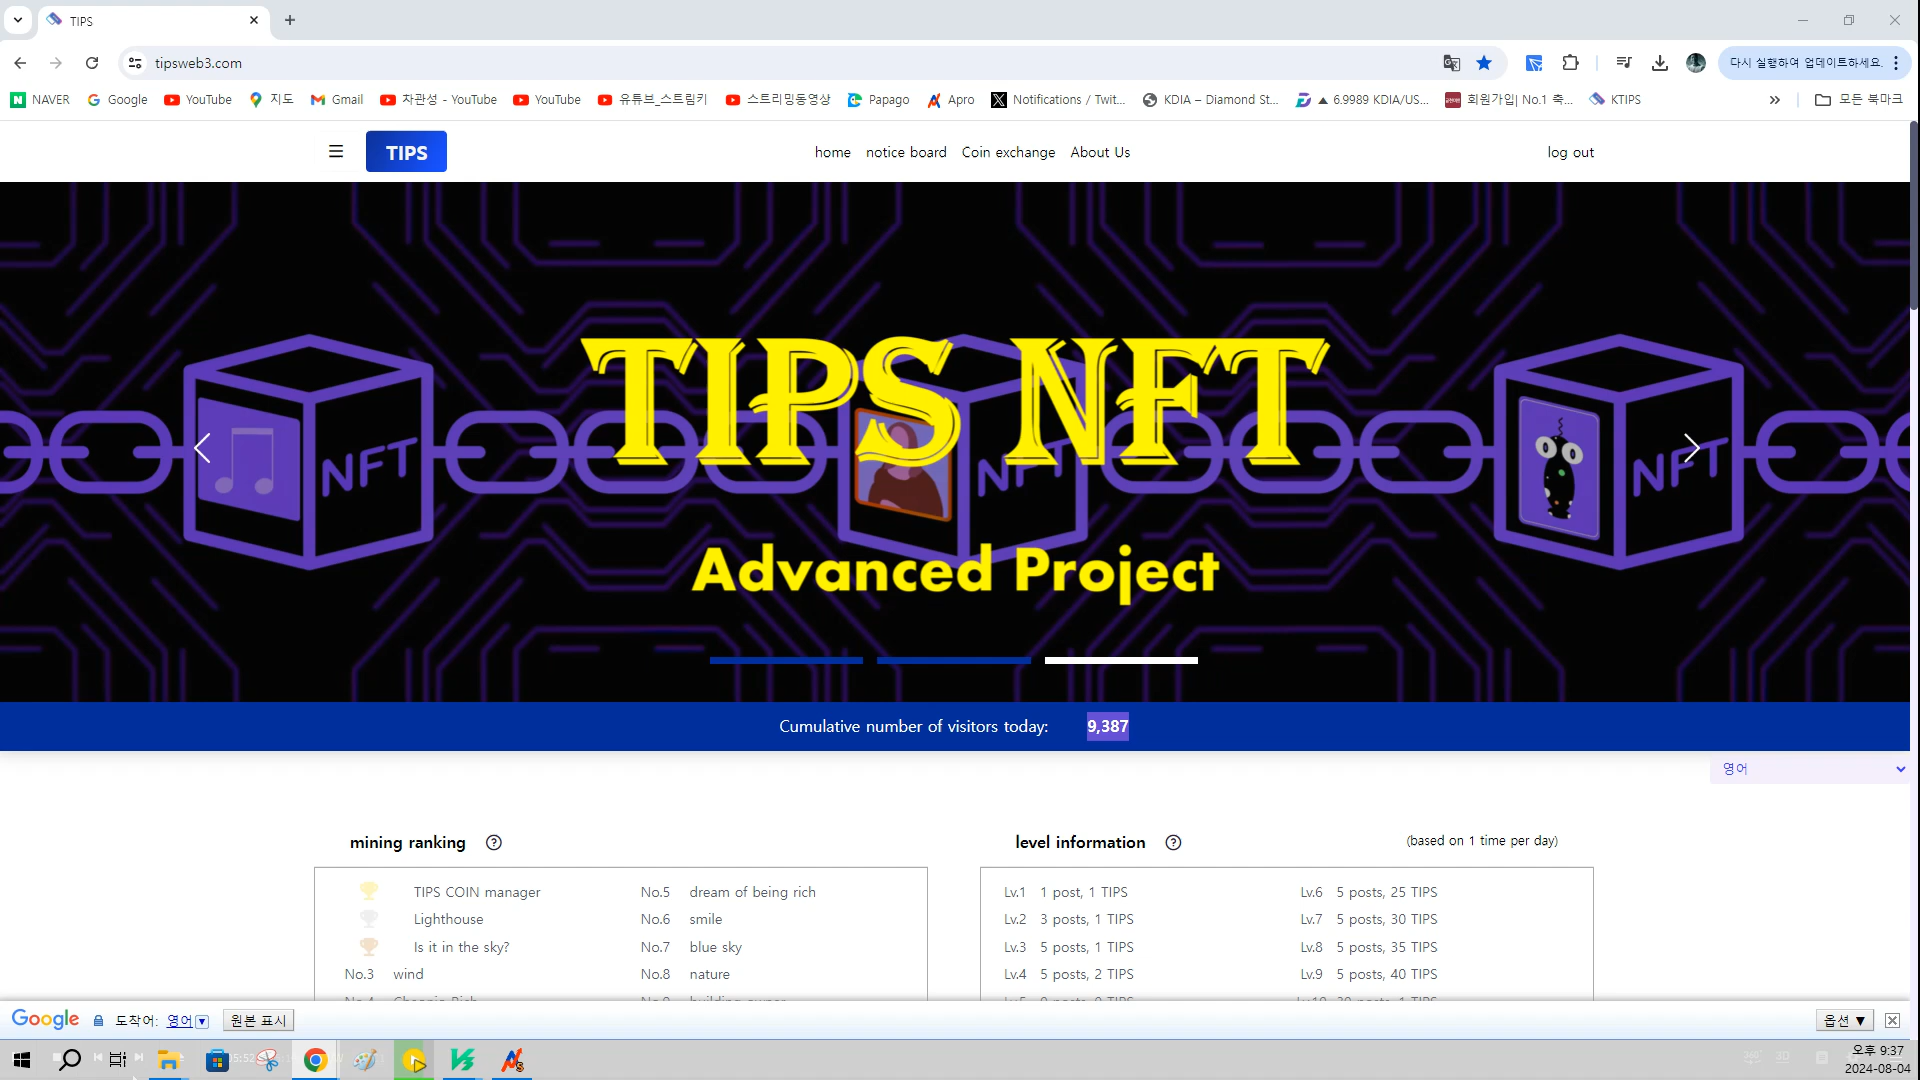 TIPS
tipsweb3.com
다시 실행하여 업데이트하세요.
NAVER
Google
YouTube
지도
Gmail
차관성 - YouTube
YouTube
유튜브_스트림키
스트리밍동영상
Papago
Apro
Notifications / Twit...
KDIA – Diamond St...
▲ 6.9989 KDIA/US...
회원가입| No.1 축...
KTIPS
모든 북마크
TIPS
home
notice board
Coin exchange
About Us
log out
TIPS NFT
NFT
NFT
NFT
Advanced Project
Cumulative number of visitors today: 9,387
영어
mining ranking
TIPS COIN manager
Lighthouse
Is it in the sky?
No.3 wind
No.5 dream of being rich
No.6 smile
No.7 blue sky
No.8 nature
level information
(based on 1 time per day)
Lv.1 1 post, 1 TIPS
Lv.2 3 posts, 1 TIPS
Lv.3 5 posts, 1 TIPS
Lv.4 5 posts, 2 TIPS
Lv.6 5 posts, 25 TIPS
Lv.7 5 posts, 30 TIPS
Lv.8 5 posts, 35 TIPS
Lv.9 5 posts, 40 TIPS
Google 도착어: 영어▼ 원본 표시
옵션 ▼
오후 9:37
2024-08-04